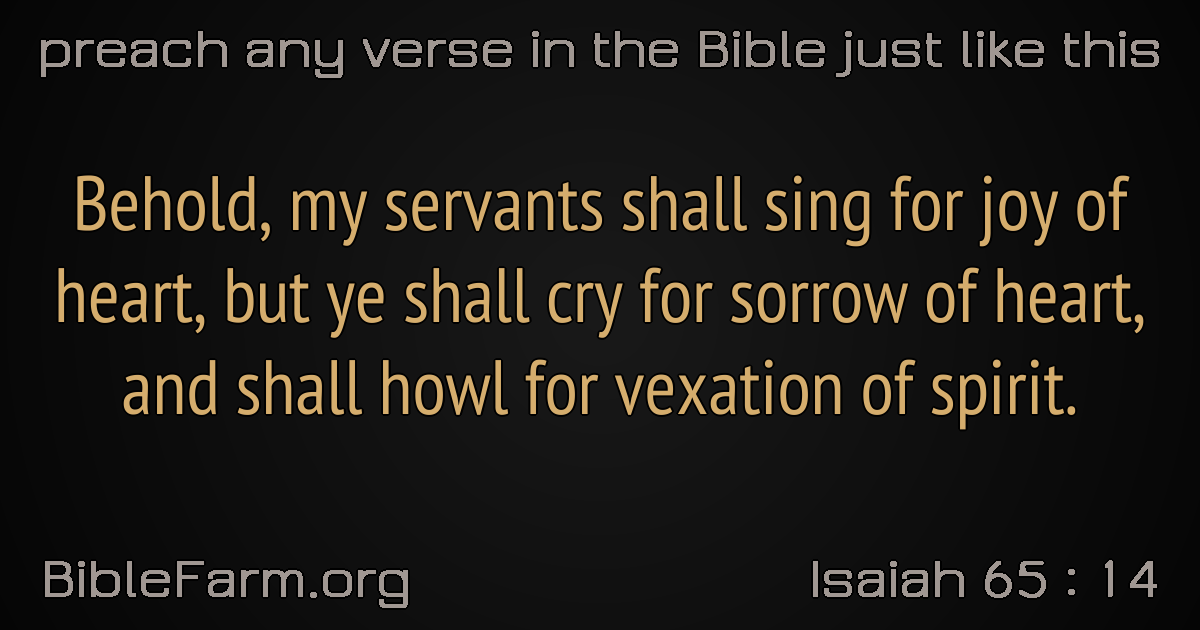 preach any verse in the Bible just like this
Behold, my servants shall sing for joy of
heart, but ye shall cry for sorrow of heart,
and shall howl for vexation of spirit.
BibleFarm.org
Isaiah 65 : 14